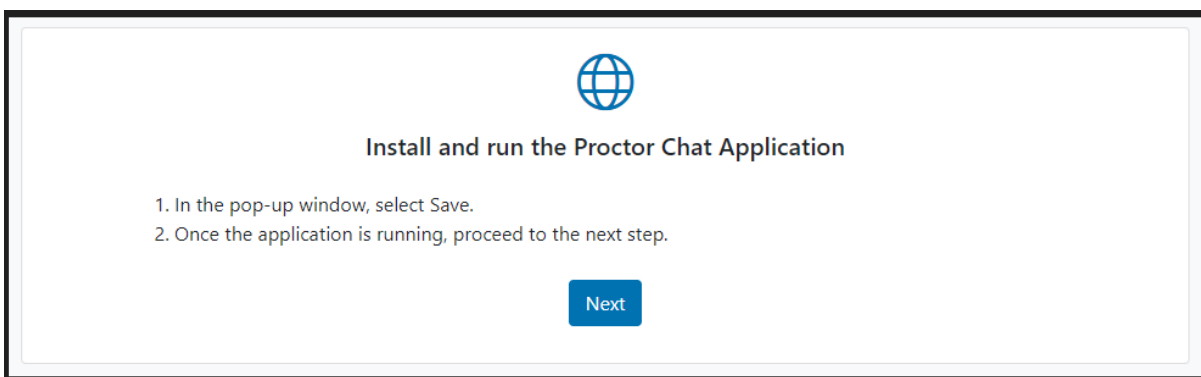 Install and run the Proctor Chat Application
1. In the pop-up window, select Save.
2. Once the application is running, proceed to the next step.
Next